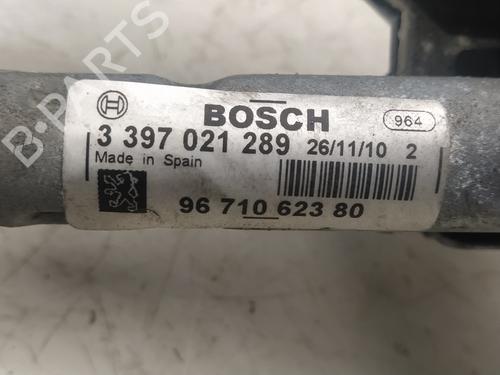 B-PARTS
BOSCH
964
3 397 021 289 26/11/10 2
Made in Spain
96 710 623 80